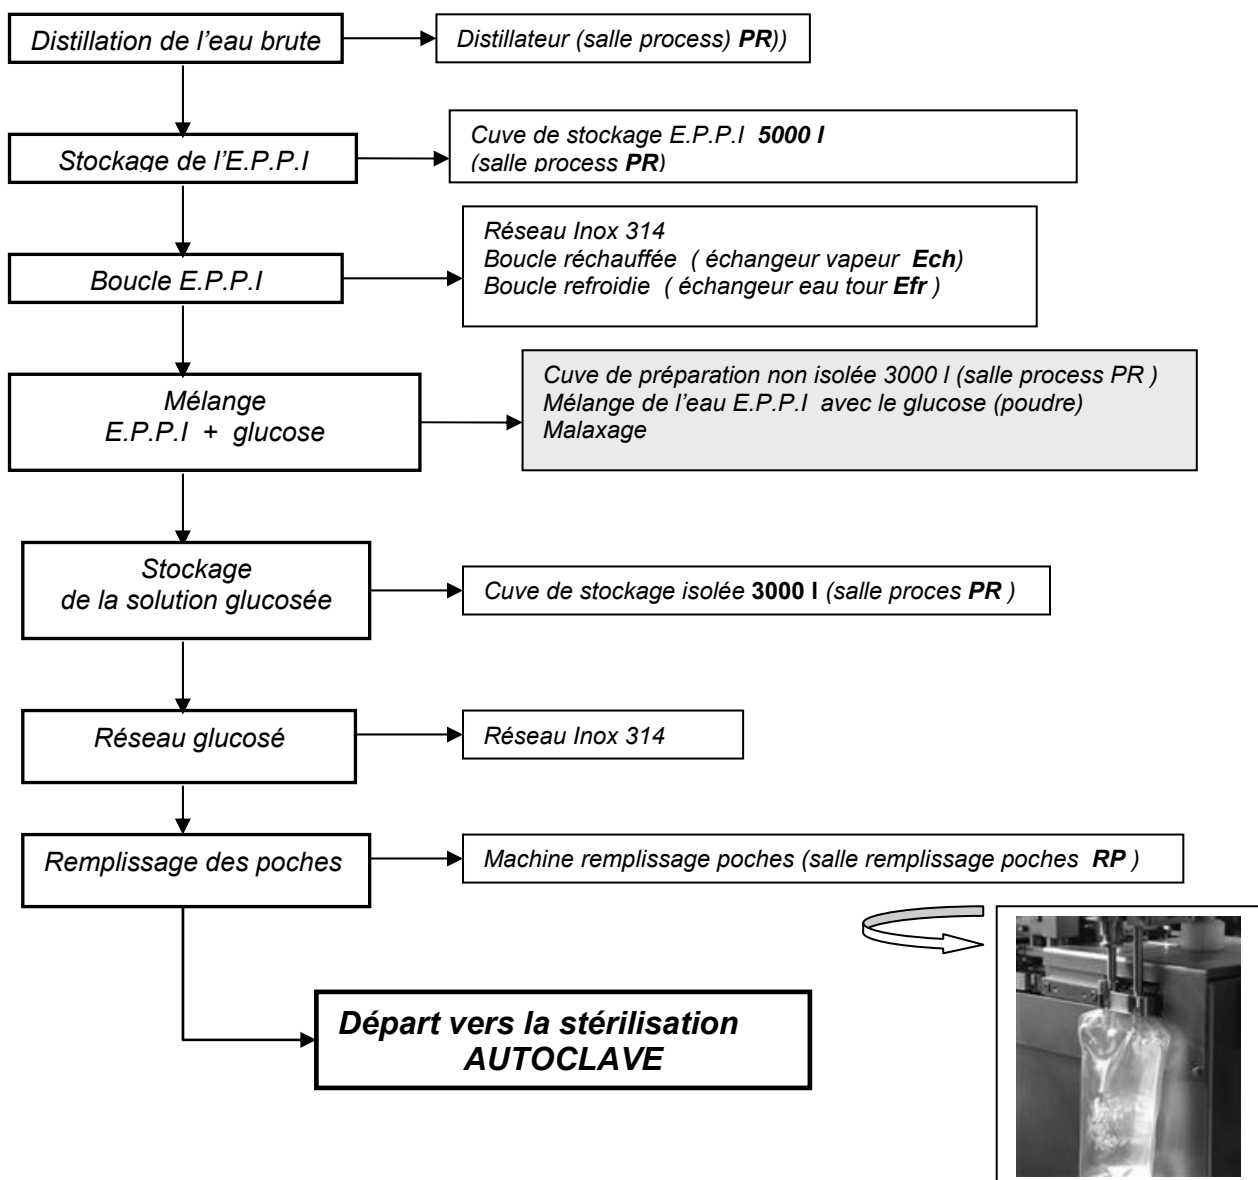 Distillation de l'eau brute
Distillateur (salle process) PR))
Stockage de l'E.P.P.I
Cuve de stockage E.P.P.I 5000 l
(salle process PR)
Boucle E.P.P.I
Réseau Inox 314
Boucle réchauffée ( échangeur vapeur Ech)
Boucle refroidie ( échangeur eau tour Efr )
Mélange
E.P.P.I + glucose
Cuve de préparation non isolée 3000 l (salle process PR )
Mélange de l'eau E.P.P.I avec le glucose (poudre)
Malaxage
Stockage
de la solution glucosée
Cuve de stockage isolée 3000 l (salle proces PR )
Réseau glucosé
Réseau Inox 314
Remplissage des poches
Machine remplissage poches (salle remplissage poches RP )
Départ vers la stérilisation
AUTOCLAVE